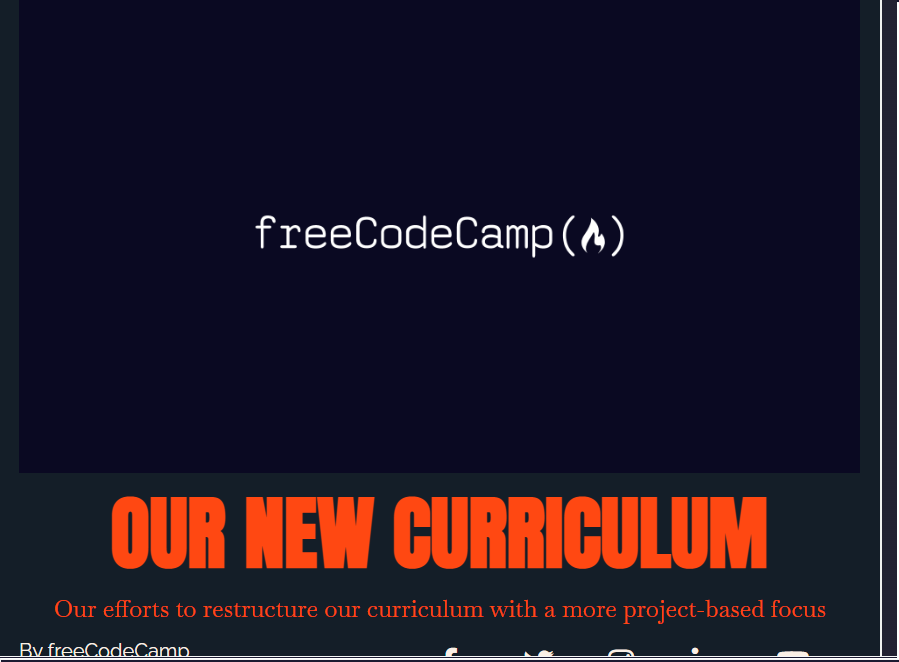 freeCodeCamp(🔥)
OUR NEW CURRICULUM
Our efforts to restructure our curriculum with a more project-based focus
By freeCodeCamp